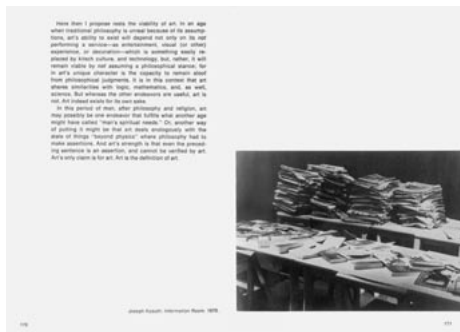 Here then I propose rests the viability of art. In an age
when traditional philosophy is unreal because of its assump-
tions, art's ability to exist will depend not only on its not
performing a service—as entertainment, visual (or other)
experience, or decoration—which is something easily re-
placed by kitsch culture, and technology, but, rather, it will
remain viable by not assuming a philosophical stance; for
in art's unique character is the capacity to remain aloof
from philosophical judgments. It is in this context that art
shares similarities with logic, mathematics, and, as well,
science. But whereas the other endeavors are useful, art is
not. Art indeed exists for its own sake.
In this period of man, after philosophy and religion, art
may possibly be one endeavor that fulfills what another age
might have called "man's spiritual needs." Or, another way
of putting it might be that art deals analogously with the
state of things "beyond physics" where philosophy had to
make assertions. And art's strength is that even the preced-
ing sentence is an assertion, and cannot be verified by art.
Art's only claim is for art. Art is the definition of art.
Joseph Kosuth: Information Room. 1970.